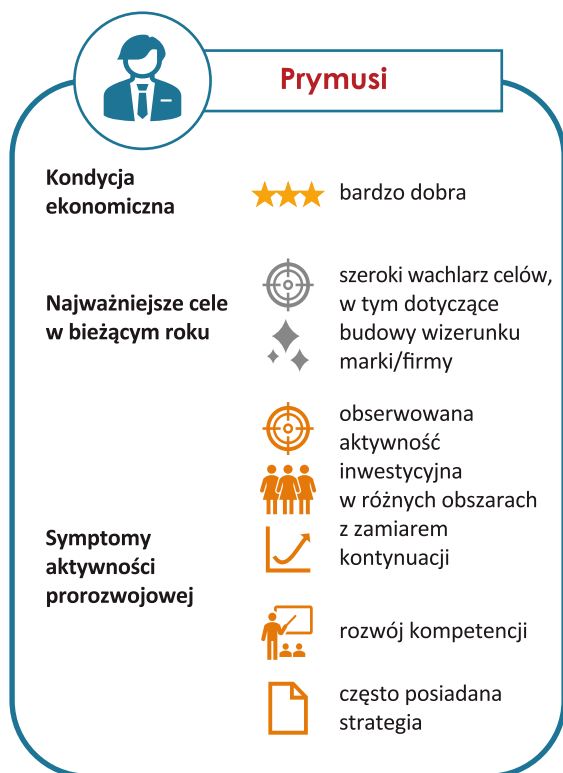 Prymusi
Kondycja
ekonomiczna
bardzo dobra
Najważniejsze cele
w bieżącym roku
szeroki wachlarz celów,
w tym dotyczące
budowy wizerunku
marki/firmy
Symptomy
aktywności
prorozwojowej
obserwowana
aktywność
inwestycyjna
w różnych obszarach
z zamiarem
kontynuacji
rozwój kompetencji
często posiadana
strategia